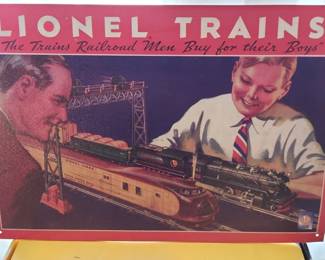 LIONEL TRAINS
The Trains Railroad Men Buy for their Boys